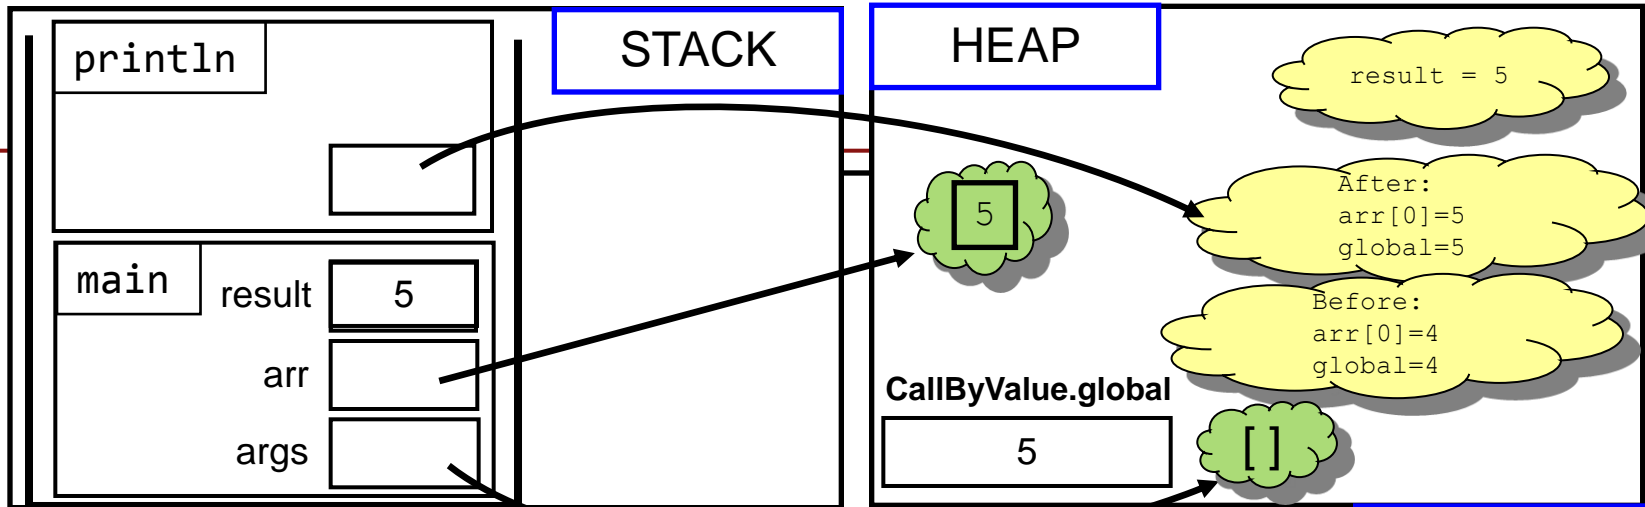 println
STACK
HEAP
result = 5
5
After:
arr[0]=5
global=5
main
result
5
Before:
arr[0]=4
global=4
arr
CallByValue.global
args
5
[]